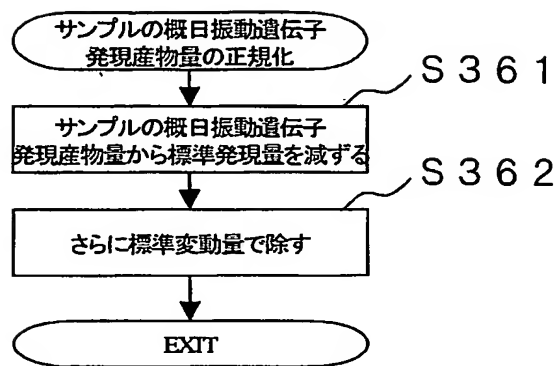 サンプルの概日振動遺伝子
発現産物量の正規化
S361
サンプルの概日振動遺伝子
発現産物量から標準発現量を減ずる
S362
さらに標準変動量で除す
EXIT